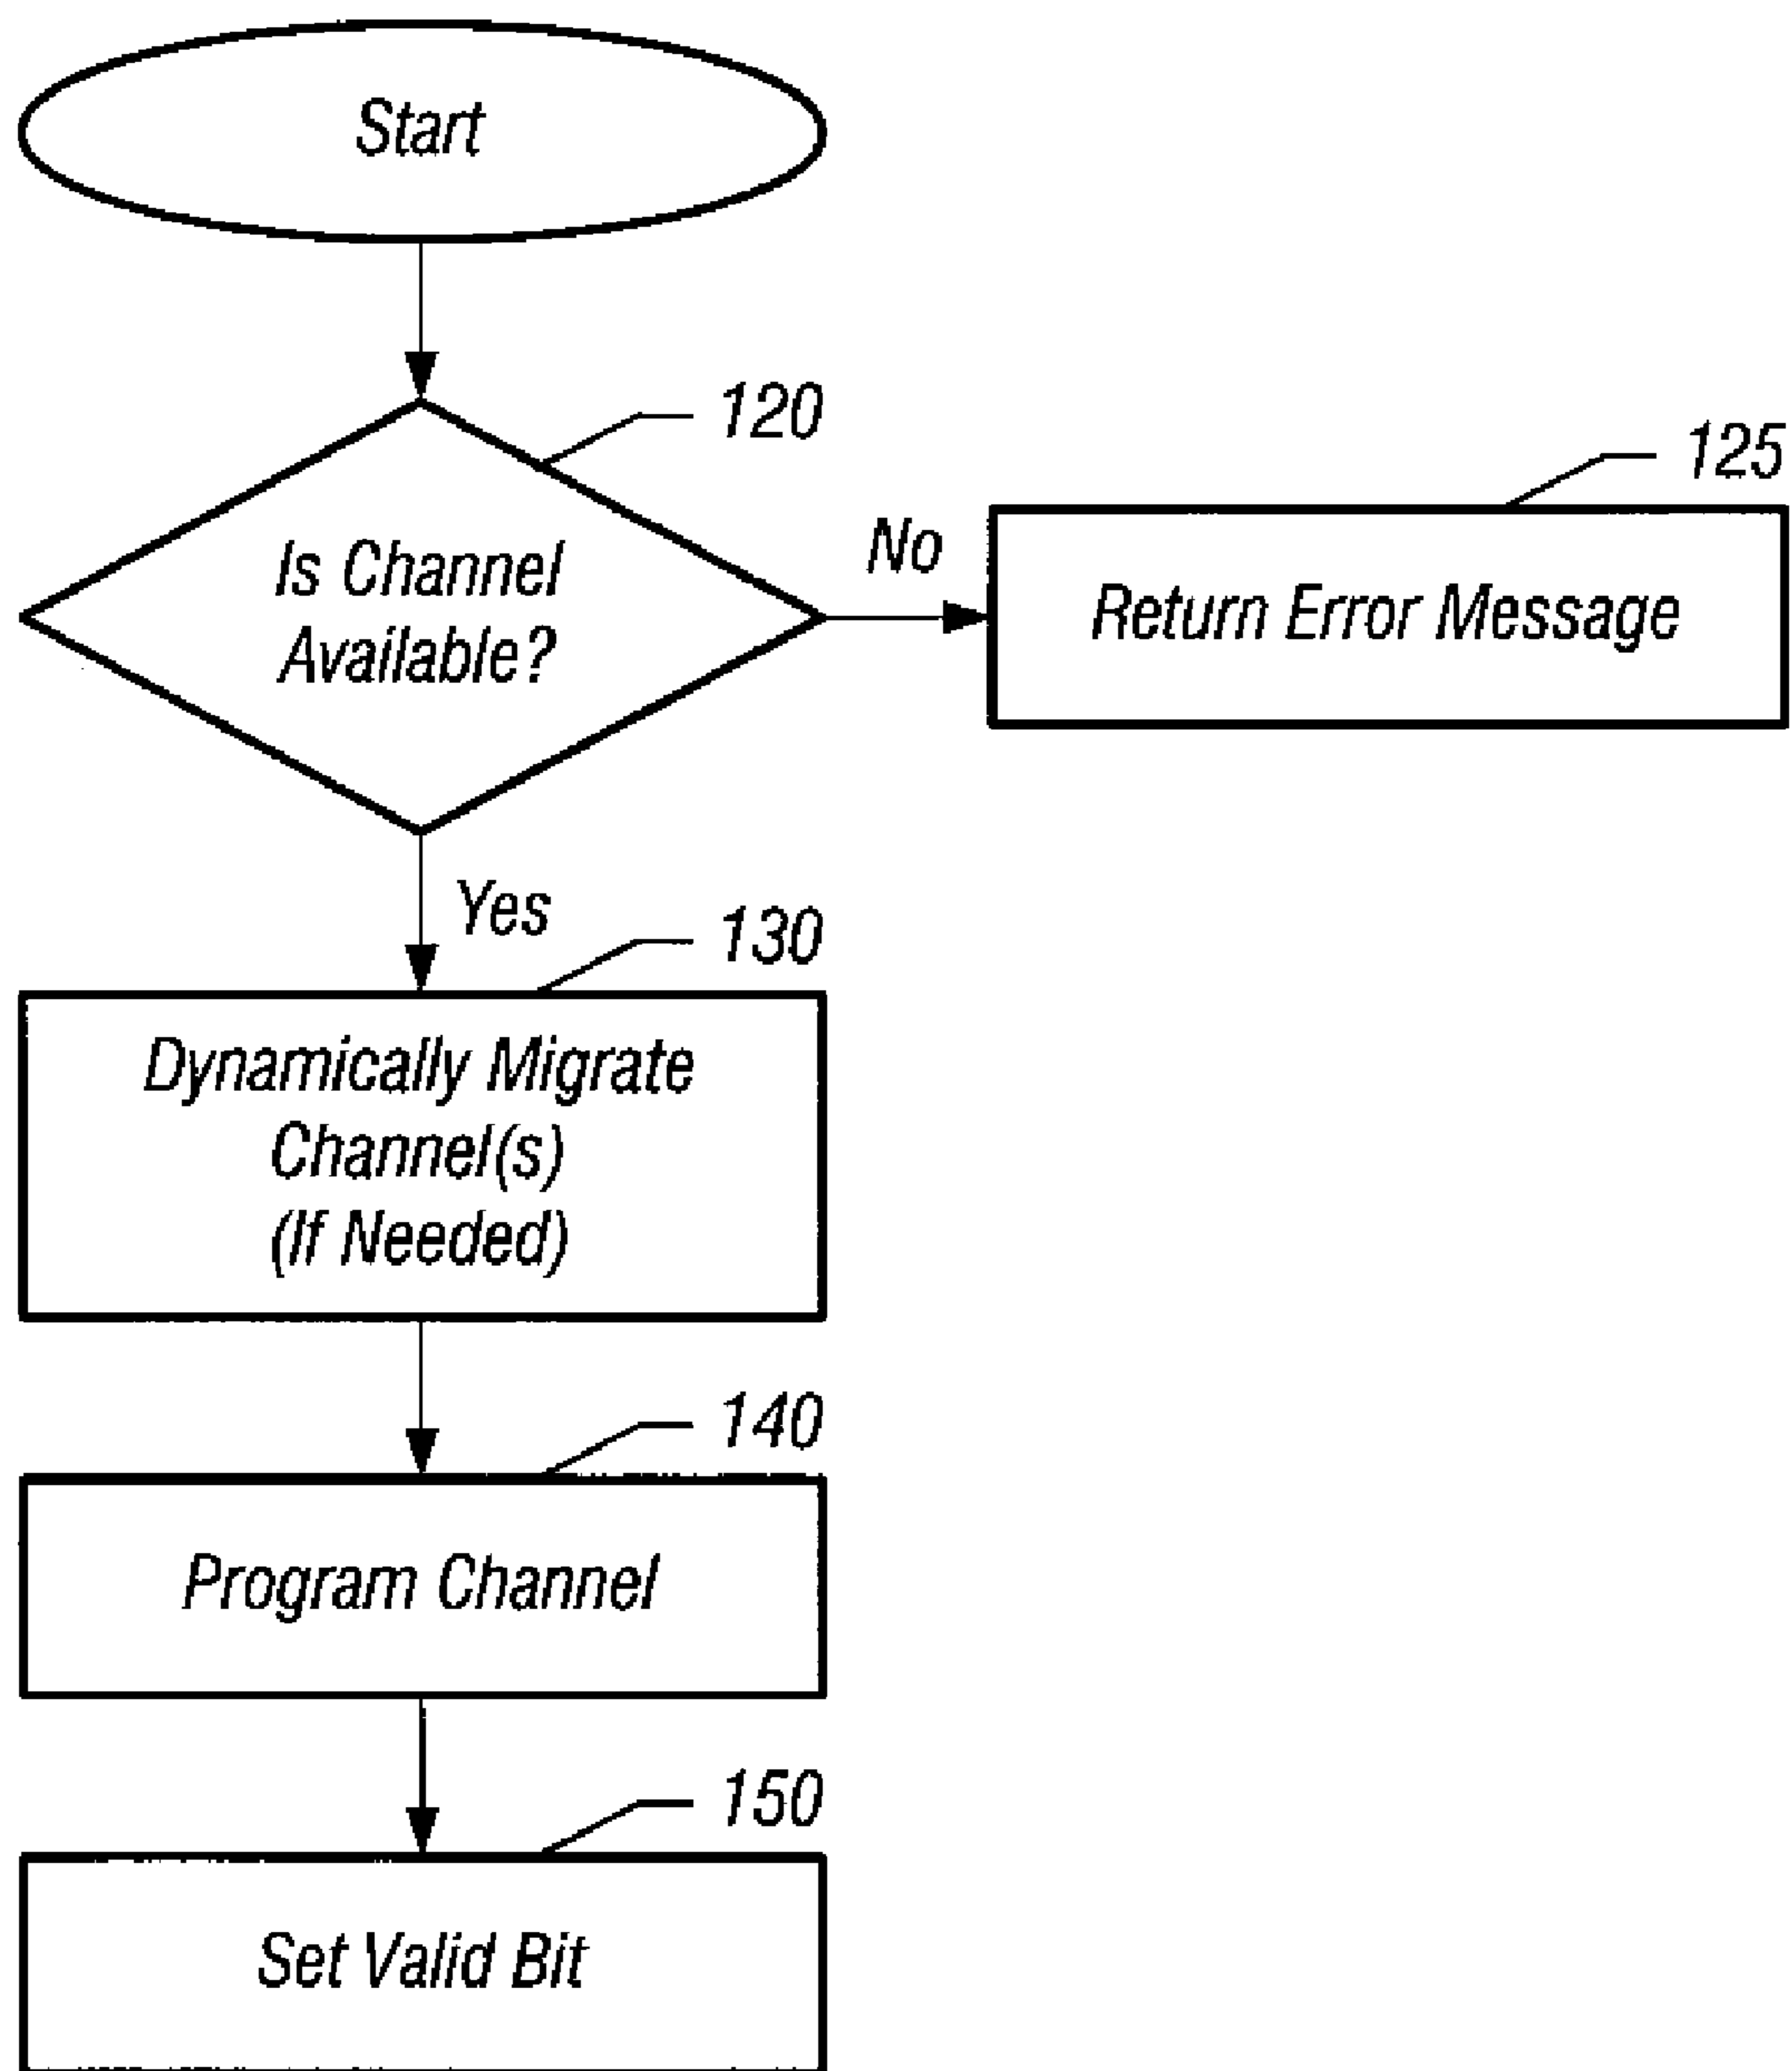 Start
120
Is Channel
Available?
No
125
Return Error Message
Yes
130
Dynamically Migrate
Channel(s)
(If Needed)
140
Program Channel
150
Set Valid Bit